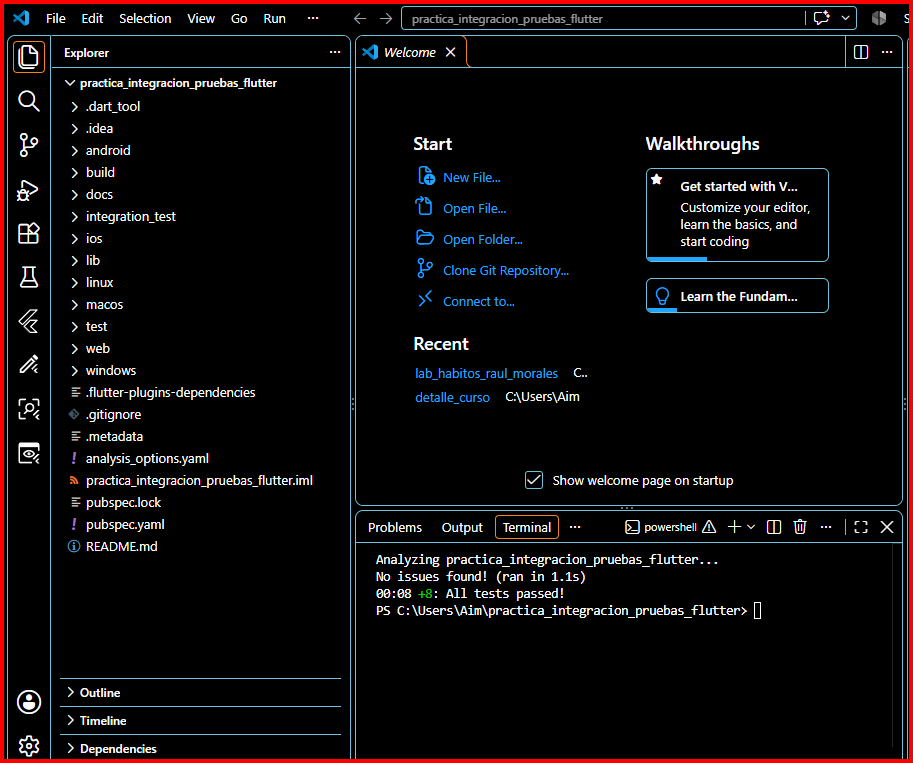 File Edit Selection View Go Run ···
practica_integracion_pruebas_flutter
Explorer ···
practica_integracion_pruebas_flutter
.dart_tool
.idea
android
build
docs
integration_test
ios
lib
linux
macos
test
web
windows
.flutter-plugins-dependencies
.gitignore
.metadata
analysis_options.yaml
practica_integracion_pruebas_flutter.iml
pubspec.lock
pubspec.yaml
README.md
Outline
Timeline
Dependencies
Welcome
Start
New File...
Open File...
Open Folder...
Clone Git Repository...
Connect to...
Recent
lab_habitos_raul_morales C..
detalle_curso C:\Users\Aim
Walkthroughs
Get started with V...
Customize your editor,
learn the basics, and
start coding
Learn the Fundam...
Show welcome page on startup
Problems Output Terminal ··· powershell
Analyzing practica_integracion_pruebas_flutter...
No issues found! (ran in 1.1s)
00:08 +8: All tests passed!
PS C:\Users\Aim\practica_integracion_pruebas_flutter>